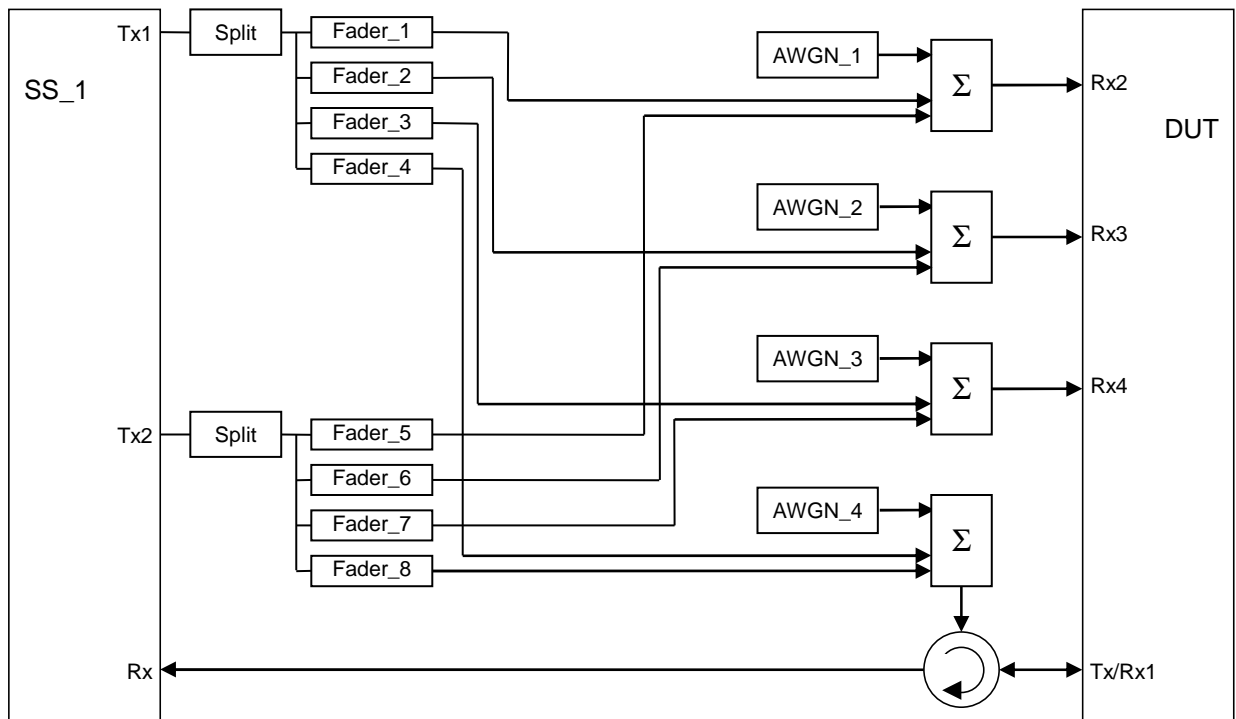 Tx1
Split
Fader_1
Fader_2
Fader_3
Fader_4
SS_1
AWGN_1
Σ
Rx2
DUT
AWGN_2
Σ
Rx3
AWGN_3
Σ
Rx4
Tx2
Split
Fader_5
Fader_6
Fader_7
Fader_8
AWGN_4
Σ
Rx
Tx/Rx1